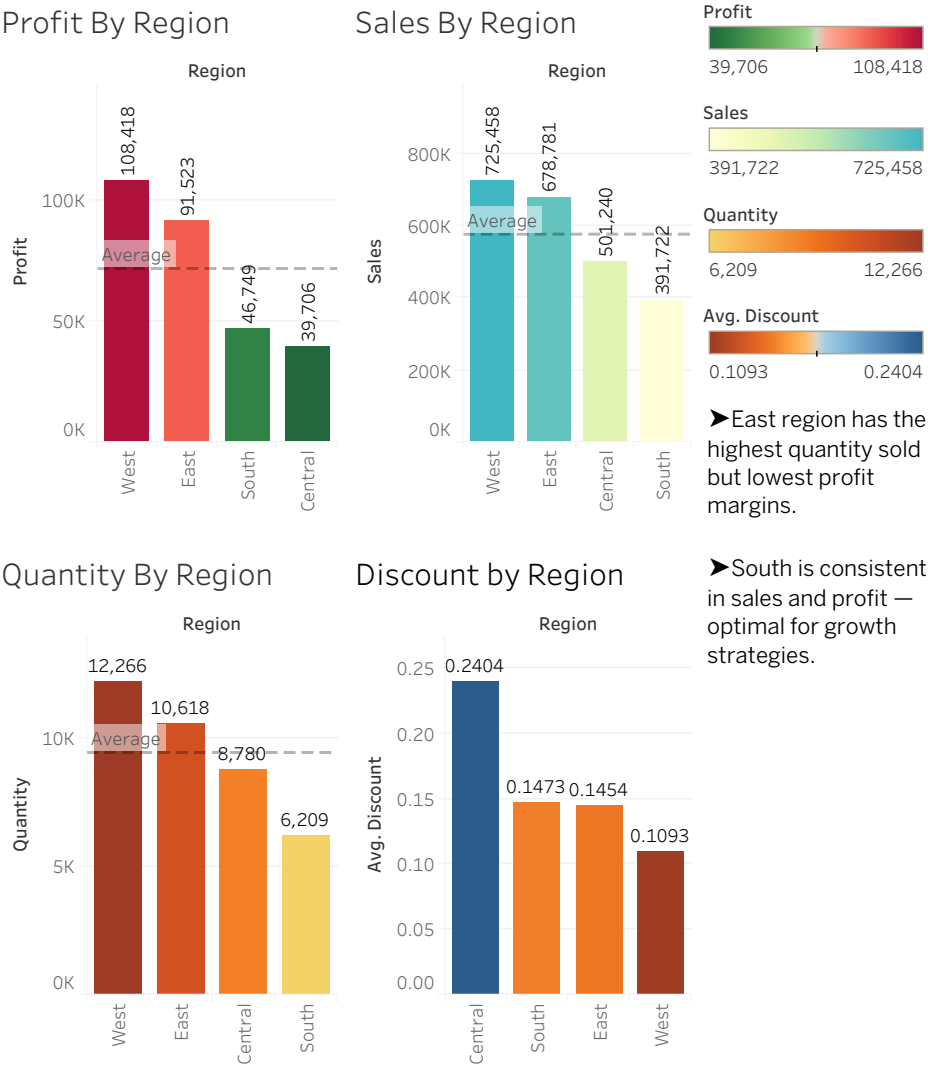 Profit By Region
Region
Profit
100K
50K
0K
108,418
91,523
46,749
39,706
Average
West
East
South
Central
Sales By Region
Region
Sales
800K
600K
400K
200K
0K
725,458
678,781
501,240
391,722
Average
West
East
Central
South
Profit
39,706 108,418
Sales
391,722 725,458
Quantity
6,209 12,266
Avg. Discount
0.1093 0.2404
➤East region has the
highest quantity sold
but lowest profit
margins.
➤South is consistent
in sales and profit —
optimal for growth
strategies.
Quantity By Region
Region
Quantity
10K
5K
0K
12,266
10,618
8,780
6,209
Average
West
East
Central
South
Discount by Region
Region
Avg. Discount
0.25
0.20
0.15
0.10
0.05
0.00
0.2404
0.1473
0.1454
0.1093
Central
South
East
West